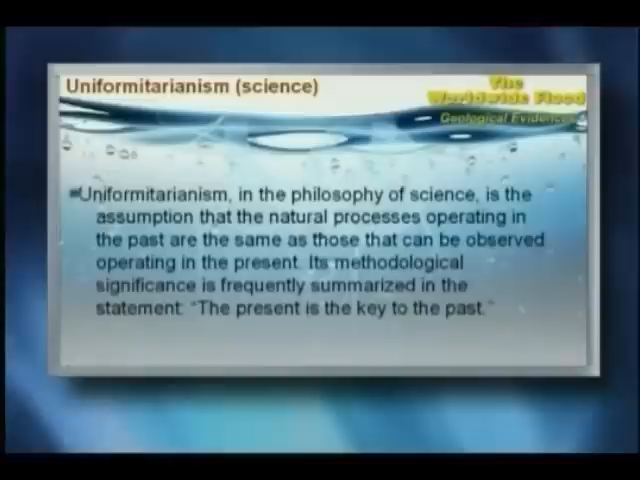 Uniformitarianism (science)
The
Worldwide Flood
Geological Evidences
Uniformitarianism, in the philosophy of science, is the
assumption that the natural processes operating in
the past are the same as those that can be observed
operating in the present. Its methodological
significance is frequently summarized in the
statement: "The present is the key to the past."